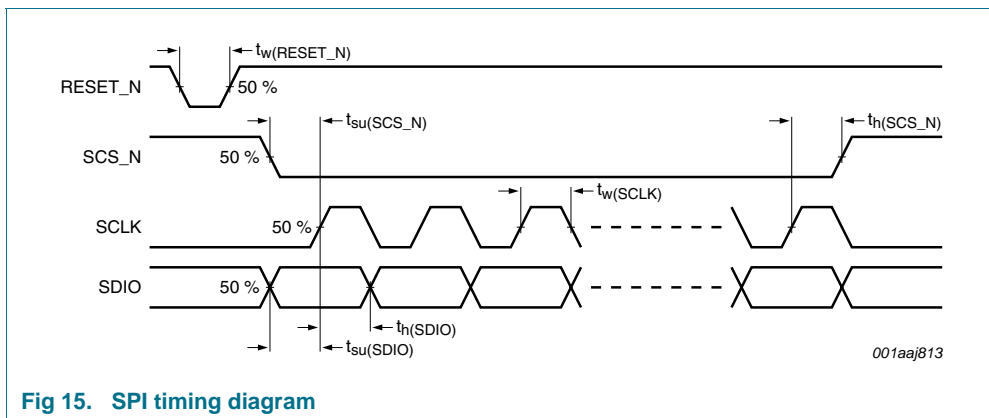 tw(RESET_N)
RESET_N
50 %
tsu(SCS_N)
th(SCS_N)
SCS_N
50 %
tw(SCLK)
SCLK
50 %
SDIO
50 %
th(SDIO)
tsu(SDIO)
001aaj813
Fig 15. SPI timing diagram